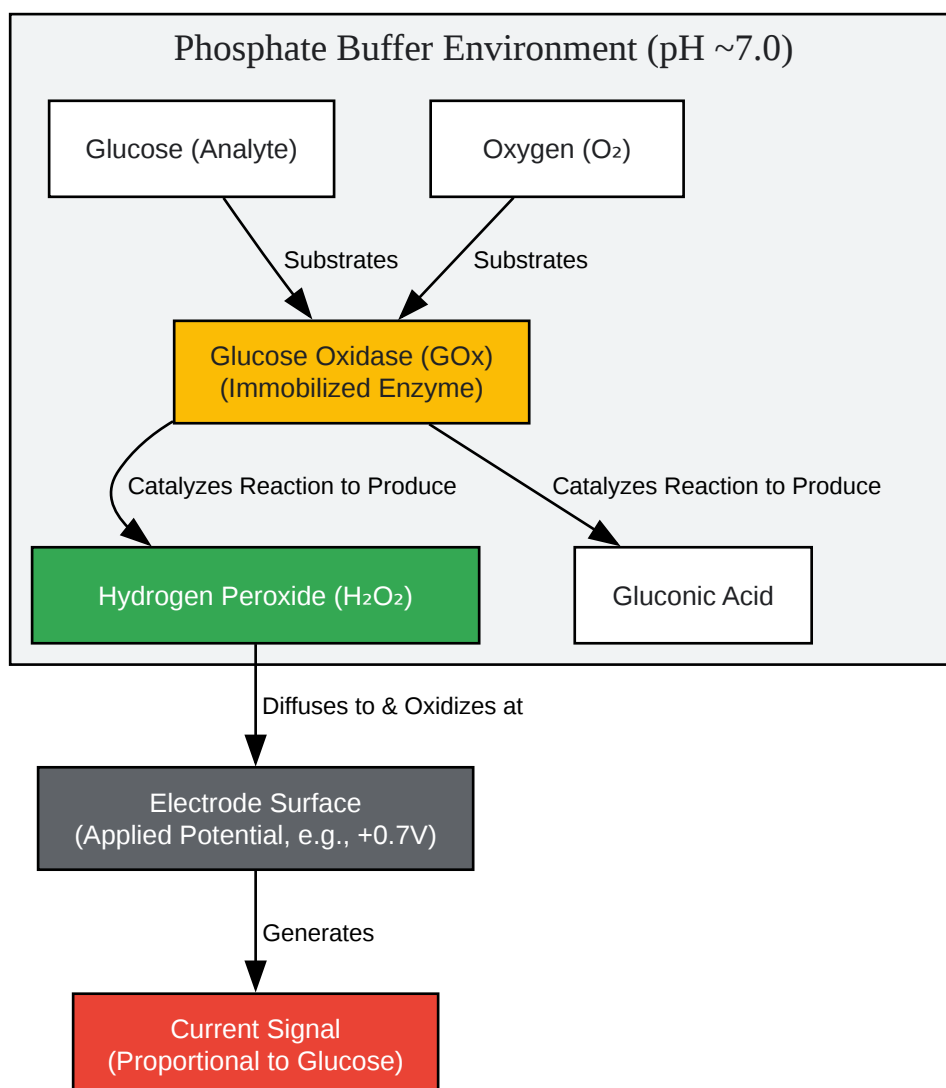 Phosphate Buffer Environment (pH ~7.0)
Glucose (Analyte)
Oxygen (O₂)
Substrates
Substrates
Glucose Oxidase (GOx)
(Immobilized Enzyme)
Catalyzes Reaction to Produce
Catalyzes Reaction to Produce
Hydrogen Peroxide (H₂O₂)
Gluconic Acid
Diffuses to & Oxidizes at
Electrode Surface
(Applied Potential, e.g., +0.7V)
Generates
Current Signal
(Proportional to Glucose)